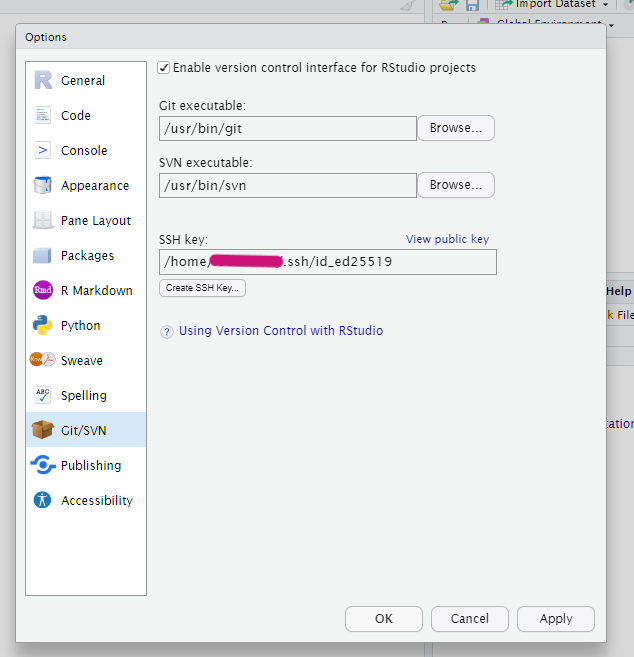 Import Dataset
Global Environment
Options
General
Code
Console
Appearance
Pane Layout
Packages
Rmd R Markdown
Python
Sweave
ABC Spelling
Git/SVN
Publishing
Accessibility
Enable version control interface for RStudio projects
Git executable:
/usr/bin/git
Browse...
SVN executable:
/usr/bin/svn
Browse...
SSH key:
View public key
/home/ .ssh/id_ed25519
Create SSH Key...
? Using Version Control with RStudio
OK
Cancel
Apply
Help
k File
tation